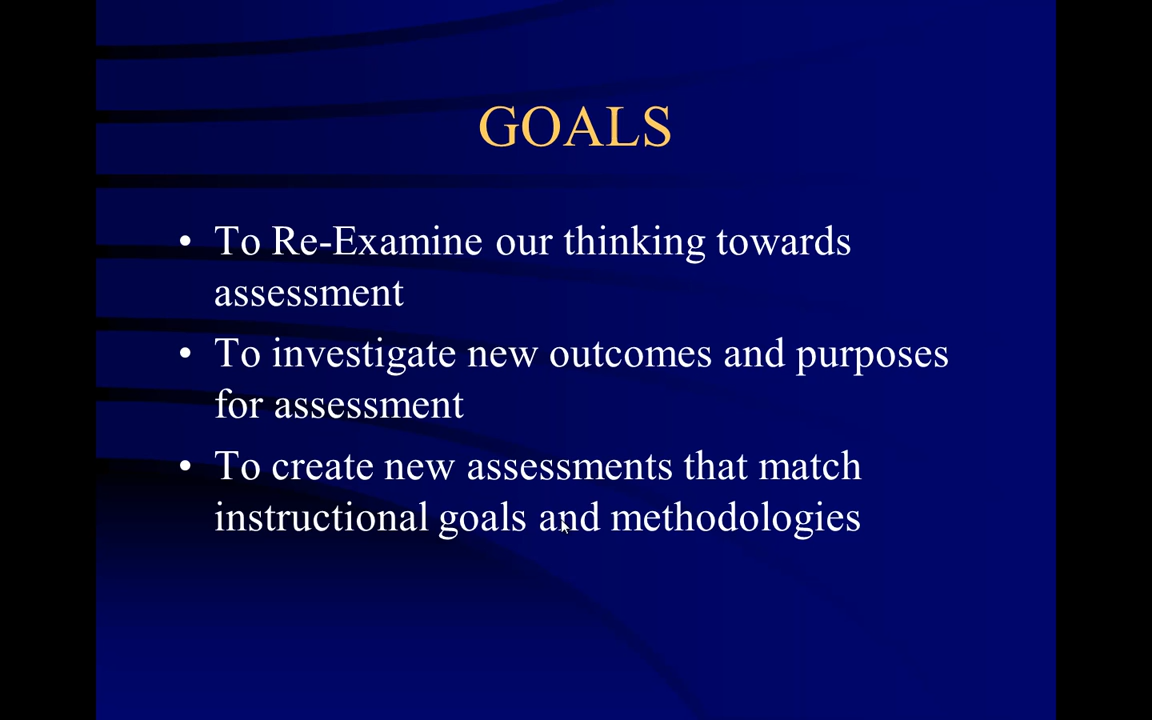 GOALS
• To Re-Examine our thinking towards
assessment
• To investigate new outcomes and purposes
for assessment
• To create new assessments that match
instructional goals and methodologies